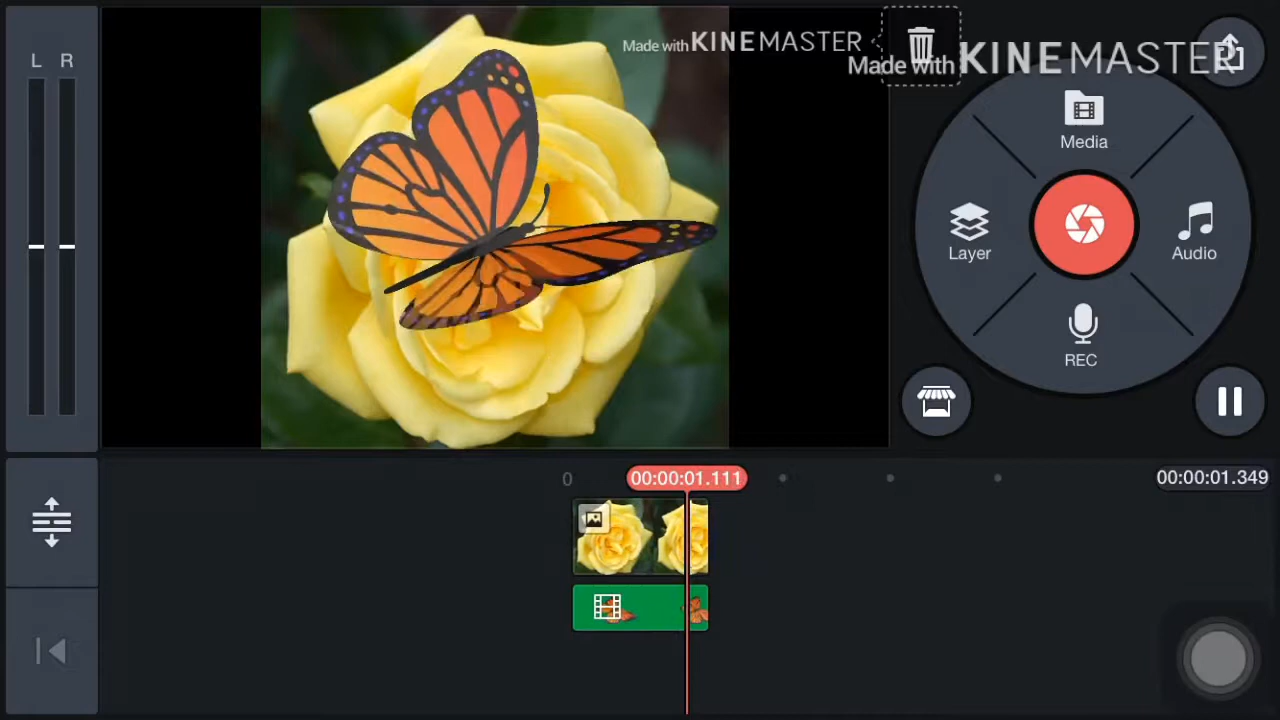 L R
Made with KINEMASTER
Made with KINEMASTER
Media
Layer
Audio
REC
0
00:00:01.111
00:00:01.349